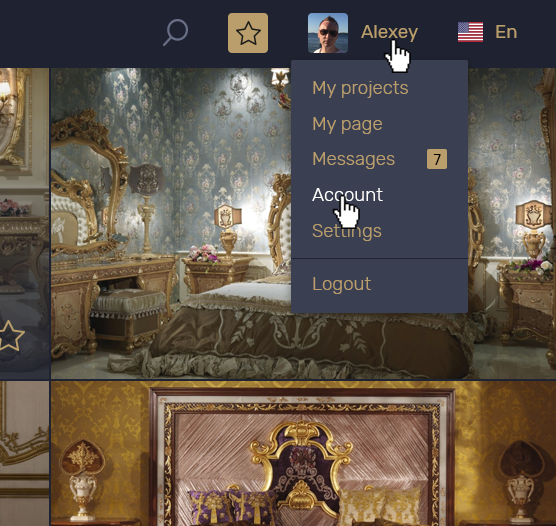 Alexey
En
My projects
My page
Messages 7
Account
Settings
Logout